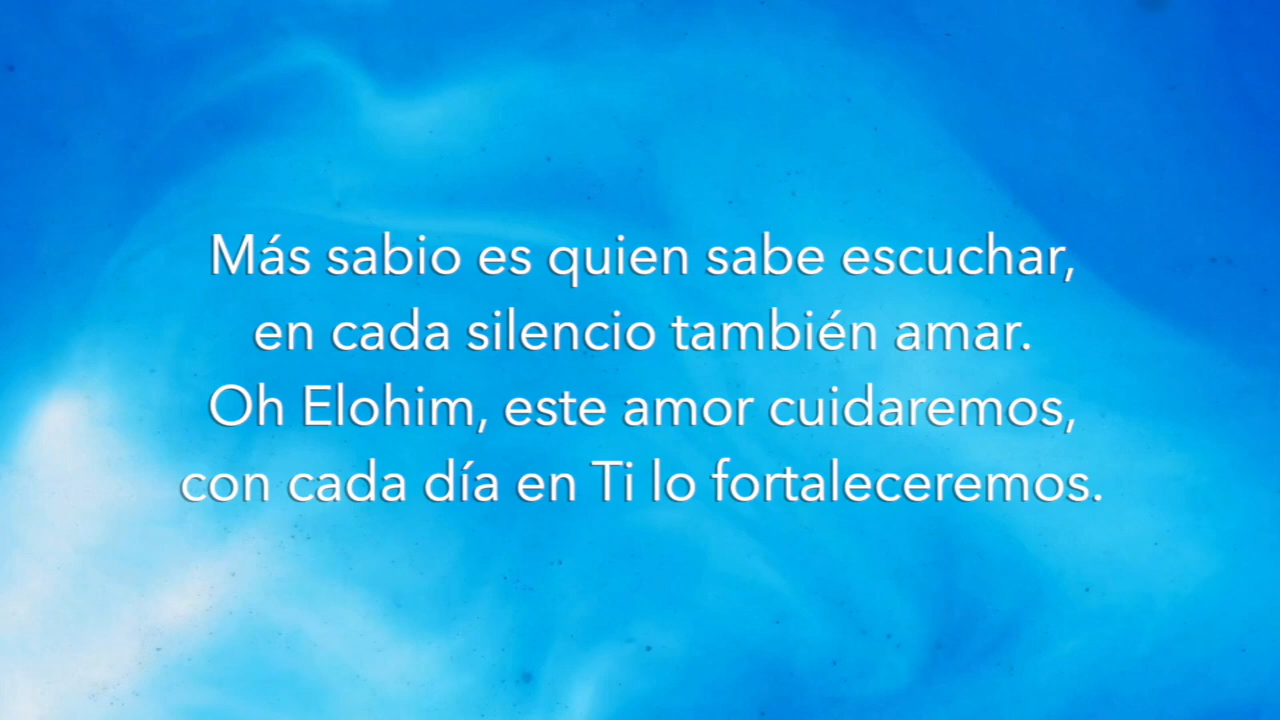 Más sabio es quien sabe escuchar,
en cada silencio también amar.
Oh Elohim, este amor cuidaremos,
con cada día en Ti lo fortaleceremos.